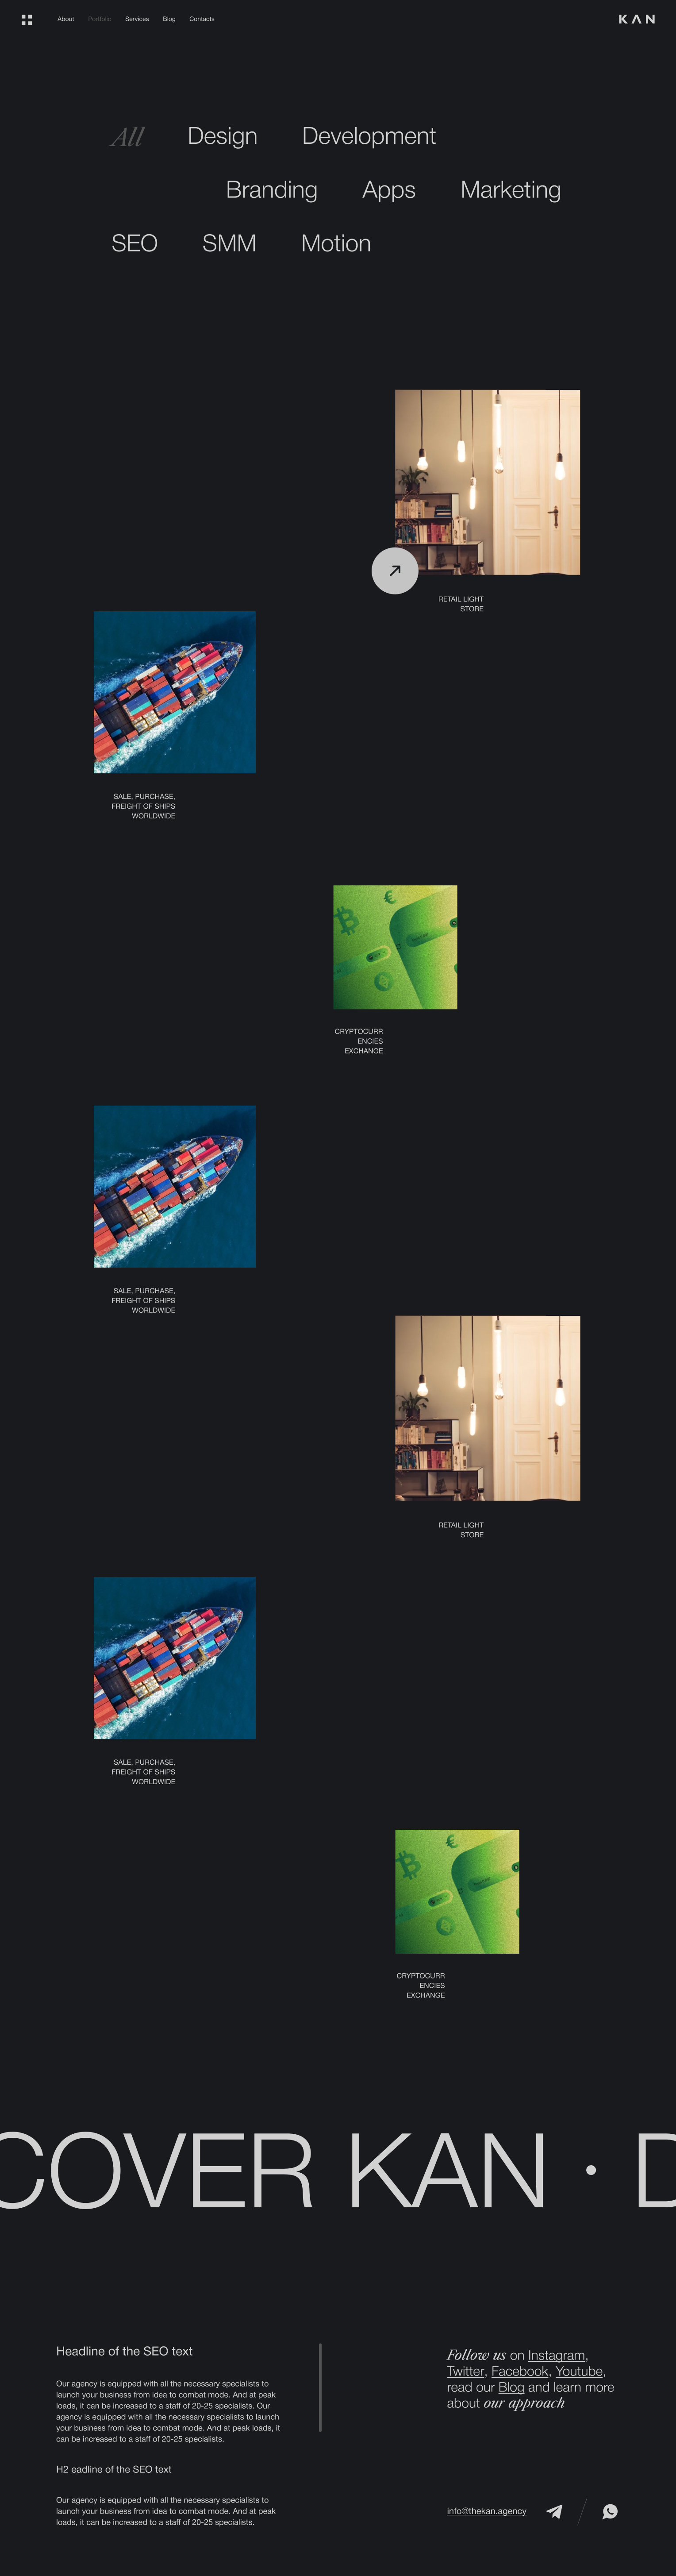 About Portfolio Services Blog Contacts
KAN
All Design Development
Branding Apps Marketing
SEO SMM Motion
RETAIL LIGHT
STORE
SALE, PURCHASE,
FREIGHT OF SHIPS
WORLDWIDE
CRYPTOCURR
ENCIES
EXCHANGE
SALE, PURCHASE,
FREIGHT OF SHIPS
WORLDWIDE
RETAIL LIGHT
STORE
SALE, PURCHASE,
FREIGHT OF SHIPS
WORLDWIDE
CRYPTOCURR
ENCIES
EXCHANGE
COVER KAN · D
Headline of the SEO text
Our agency is equipped with all the necessary specialists to
launch your business from idea to combat mode. And at peak
loads, it can be increased to a staff of 20-25 specialists. Our
agency is equipped with all the necessary specialists to launch
your business from idea to combat mode. And at peak loads, it
can be increased to a staff of 20-25 specialists.
H2 eadline of the SEO text
Our agency is equipped with all the necessary specialists to
launch your business from idea to combat mode. And at peak
loads, it can be increased to a staff of 20-25 specialists.
Follow us on Instagram,
Twitter, Facebook, Youtube,
read our Blog and learn more
about our approach
info@thekan.agency